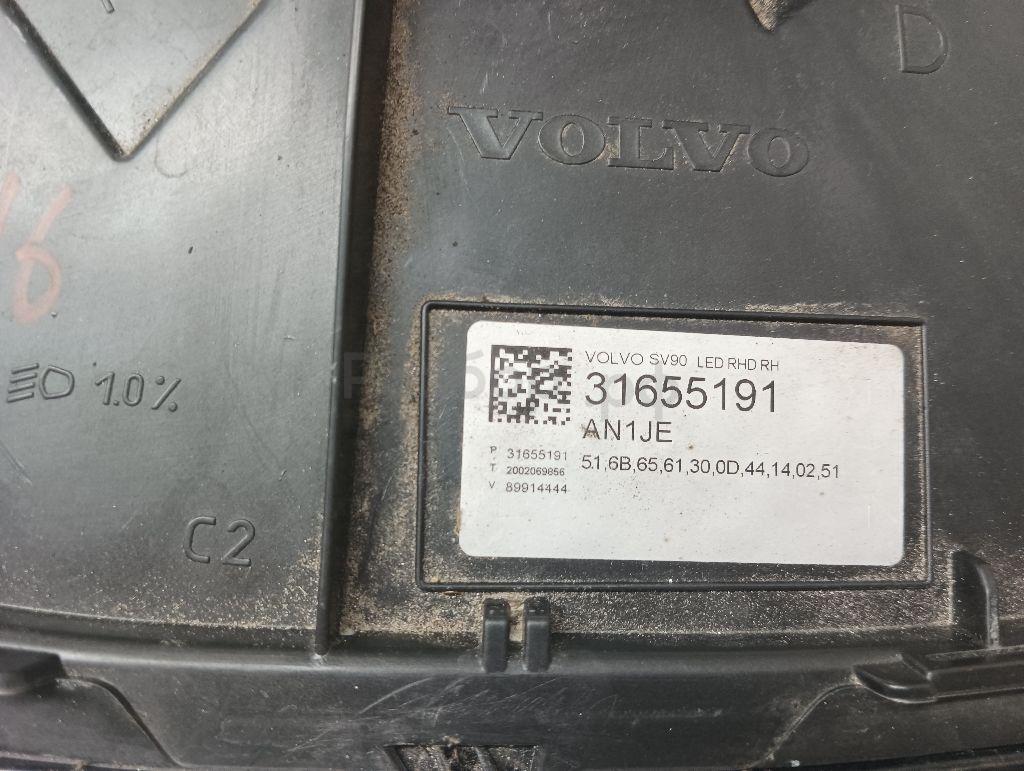 D
VOLVO
16
1.0%
C2
VOLVO SV90 LED RHD RH
31655191
AN1JE
P 31655191
T 2002069856
V 89914444
51,6B,65,61,30,0D,44,14,02,51